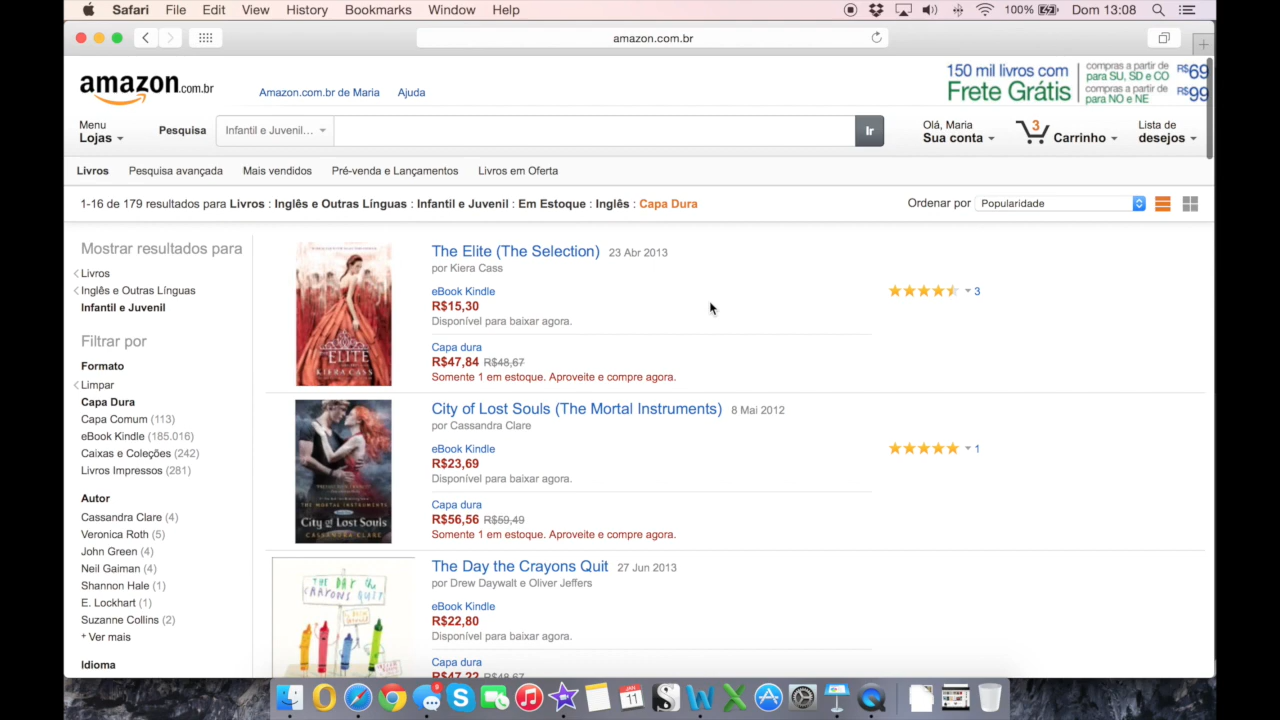 Safari File Edit View History Bookmarks Window Help 100% Dom 13:08
amazon.com.br
amazon.com.br
Amazon.com.br de Maria Ajuda
150 mil livros com Frete Grátis
compras a partir de para SU, SD e CO R$69
compras a partir de para NO e NE R$99
Menu Lojas
Pesquisa
Infantil e Juvenil...
Ir
Olá, Maria Sua conta
3 Carrinho
Lista de desejos
Livros Pesquisa avançada Mais vendidos Pré-venda e Lançamentos Livros em Oferta
1-16 de 179 resultados para Livros : Inglês e Outras Línguas : Infantil e Juvenil : Em Estoque : Inglês : Capa Dura
Ordenar por Popularidade
Mostrar resultados para
Livros
Inglês e Outras Línguas
Infantil e Juvenil
Filtrar por
Formato
Limpar
Capa Dura
Capa Comum (113)
eBook Kindle (185.016)
Caixas e Coleções (242)
Livros Impressos (281)
Autor
Cassandra Clare (4)
Veronica Roth (5)
John Green (4)
Neil Gaiman (4)
Shannon Hale (1)
E. Lockhart (1)
Suzanne Collins (2)
+ Ver mais
Idioma
ELITE
KIERA CASS
The Elite (The Selection) 23 Abr 2013
por Kiera Cass
eBook Kindle
R$15,30
Disponível para baixar agora.
Capa dura
R$47,84 R$48,67
Somente 1 em estoque. Aproveite e compre agora.
3
THE MORTAL INSTRUMENTS
City of Lost Souls
CASSANDRA CLARE
City of Lost Souls (The Mortal Instruments) 8 Mai 2012
por Cassandra Clare
eBook Kindle
R$23,69
Disponível para baixar agora.
Capa dura
R$56,56 R$59,49
Somente 1 em estoque. Aproveite e compre agora.
1
THE DAY the
CRAYONS QUIT
The Day the Crayons Quit 27 Jun 2013
por Drew Daywalt e Oliver Jeffers
eBook Kindle
R$22,80
Disponível para baixar agora.
Capa dura
R$47,22 R$48,67